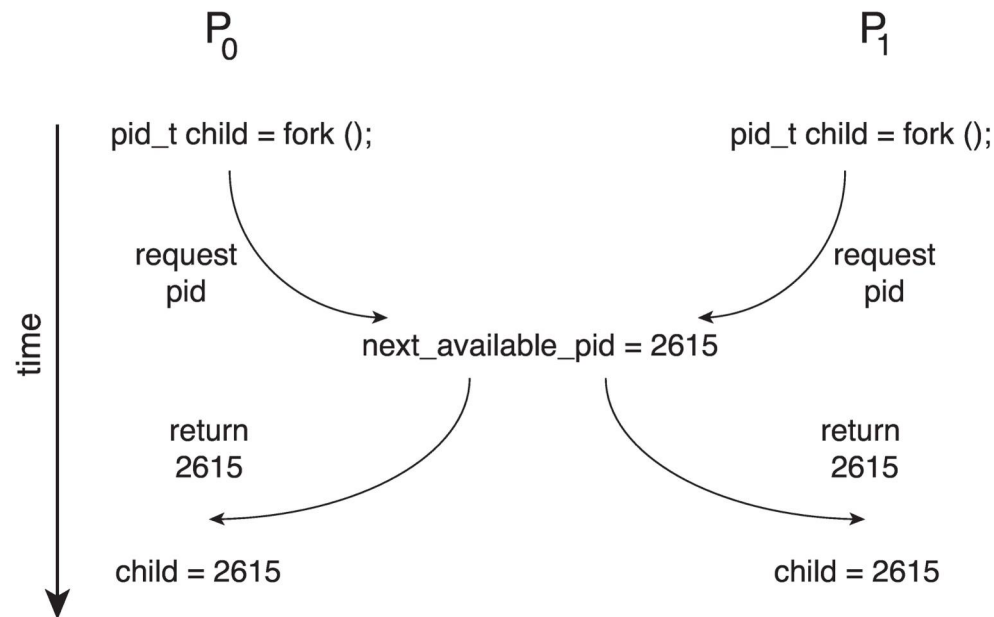 P0
P1
pid_t child = fork ();
pid_t child = fork ();
request
pid
request
pid
next_available_pid = 2615
time
return
2615
return
2615
child = 2615
child = 2615